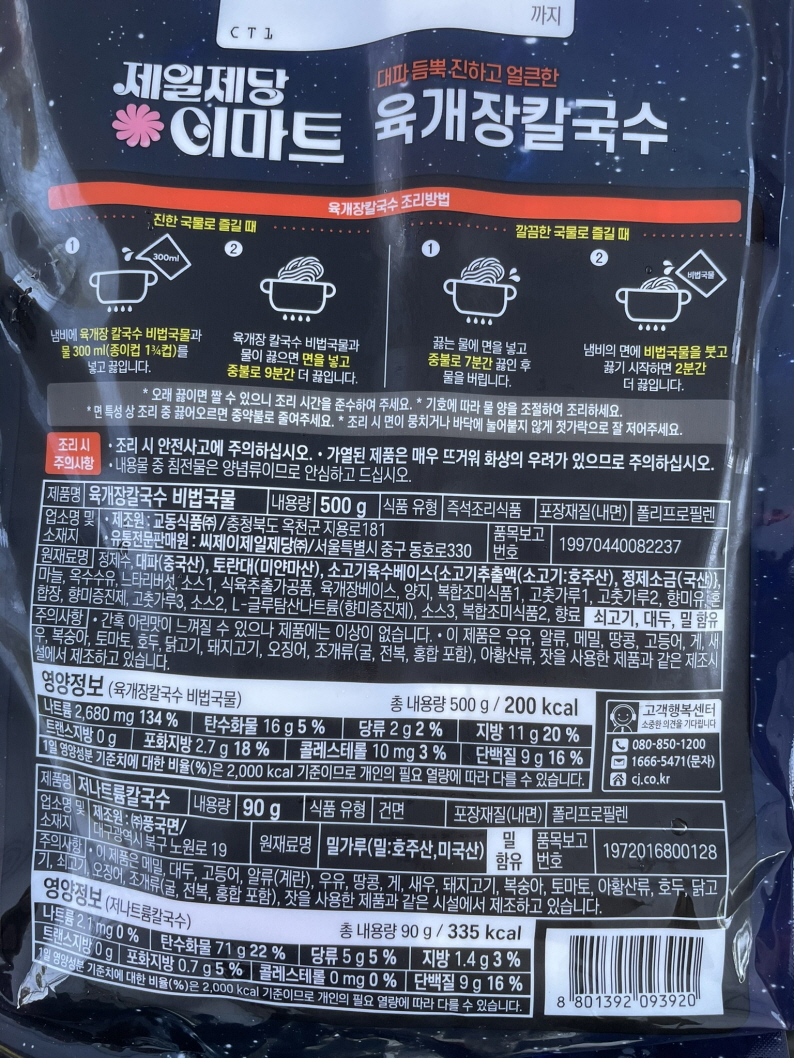 까지
CT1
제일제당
이마트
대파 듬뿍 진하고 얼큰한
육개장칼국수
육개장칼국수 조리방법
진한 국물로 즐길 때
깔끔한 국물로 즐길 때
1
300ml
냄비에 육개장 칼국수 비법국물과
물 300 ml(종이컵 1¾컵)를
넣고 끓입니다.
2
육개장 칼국수 비법국물과
물이 끓으면 면을 넣고
중불로 9분간 더 끓입니다.
1
끓는 물에 면을 넣고
중불로 7분간 끓인 후
물을 버립니다.
2
비법국물
냄비의 면에 비법국물을 붓고
끓기 시작하면 2분간
더 끓입니다.
* 오래 끓이면 짤 수 있으니 조리 시간을 준수하여 주세요. * 기호에 따라 물 양을 조절하여 조리하세요.
* 면 특성 상 조리 중 끓어오르면 중약불로 줄여주세요. * 조리 시 면이 뭉치거나 바닥에 눌어붙지 않게 젓가락으로 잘 저어주세요.
조리 시
주의사항
• 조리 시 안전사고에 주의하십시오. • 가열된 제품은 매우 뜨거워 화상의 우려가 있으므로 주의하십시오.
• 내용물 중 침전물은 양념류이므로 안심하고 드십시오.
제품명 육개장칼국수 비법국물 내용량 500 g 식품 유형 즉석조리식품 포장재질(내면) 폴리프로필렌
업소명 및 소재지 • 제조원 : 교동식품㈜/충청북도 옥천군 지용로181
• 유통전문판매원 : 씨제이제일제당㈜/서울특별시 중구 동호로330
품목보고번호 19970440082237
원재료명 정제수, 대파(중국산), 토란대(미얀마산), 소고기육수베이스{소고기추출액(소고기:호주산), 정제소금(국산)},
마늘, 옥수수유, 느타리버섯, 소스1, 식육추출가공품, 육개장베이스, 양지, 복합조미식품1, 고춧가루1, 고춧가루2, 향미유, 혼
합장, 향미증진제, 고춧가루3, 소스2, L-글루탐산나트륨(향미증진제), 소스3, 복합조미식품2, 향료 쇠고기, 대두, 밀 함유
주의사항 • 간혹 아린맛이 느껴질 수 있으나 제품에는 이상이 없습니다. • 이 제품은 우유, 알류, 메밀, 땅콩, 고등어, 게, 새
우, 복숭아, 토마토, 호두, 닭고기, 돼지고기, 오징어, 조개류(굴, 전복, 홍합 포함), 아황산류, 잣을 사용한 제품과 같은 제조시
설에서 제조하고 있습니다.
영양정보 (육개장칼국수 비법국물) 총 내용량 500 g / 200 kcal
나트륨 2,680 mg 134 % 탄수화물 16 g 5 % 당류 2 g 2 % 지방 11 g 20 %
트랜스지방 0 g 포화지방 2.7 g 18 % 콜레스테롤 10 mg 3 % 단백질 9 g 16 %
1일 영양성분 기준치에 대한 비율(%)은 2,000 kcal 기준이므로 개인의 필요 열량에 따라 다를 수 있습니다.
고객행복센터
소중한 의견을 기다립니다
080-850-1200
1666-5471(문자)
cj.co.kr
제품명 저나트륨칼국수 내용량 90 g 식품 유형 건면 포장재질(내면) 폴리프로필렌
업소명 및 소재지 제조원 : ㈜풍국면/
대구광역시 북구 노원로 19
원재료명 밀가루(밀:호주산,미국산) 밀 함유 품목보고번호 1972016800128
주의사항 • 이 제품은 메밀, 대두, 고등어, 알류(계란), 우유, 땅콩, 게, 새우, 돼지고기, 복숭아, 토마토, 아황산류, 호두, 닭고
기, 쇠고기, 오징어, 조개류(굴, 전복, 홍합 포함), 잣을 사용한 제품과 같은 시설에서 제조하고 있습니다.
영양정보 (저나트륨칼국수) 총 내용량 90 g / 335 kcal
나트륨 2.1 mg 0 % 탄수화물 71 g 22 % 당류 5 g 5 % 지방 1.4 g 3 %
트랜스지방 0 g 포화지방 0.7 g 5 % 콜레스테롤 0 mg 0 % 단백질 9 g 16 %
1일 영양성분 기준치에 대한 비율(%)은 2,000 kcal 기준이므로 개인의 필요 열량에 따라 다를 수 있습니다.
8 801392 093920